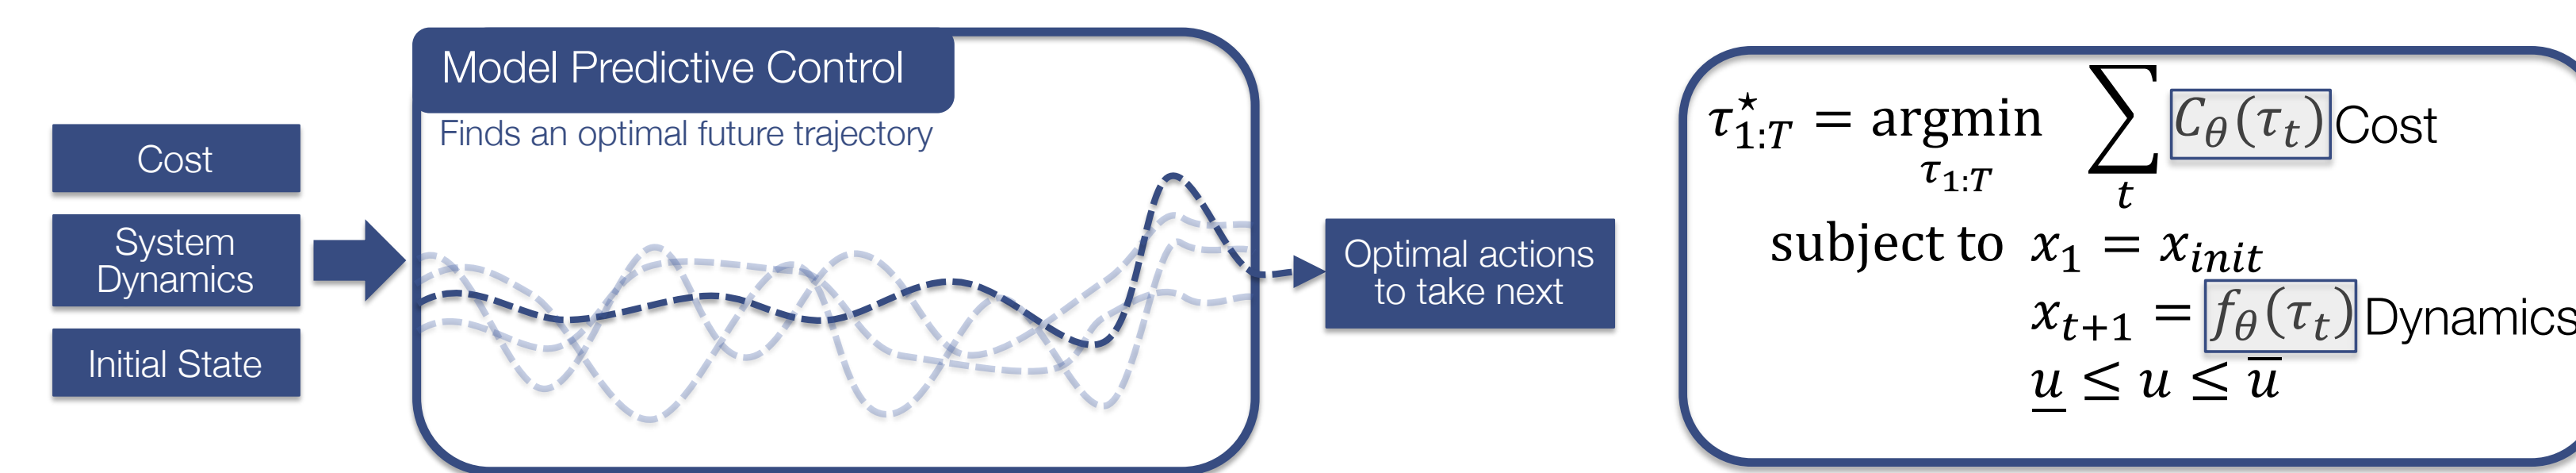 Cost
System
Dynamics
Initial State
Model Predictive Control
Finds an optimal future trajectory
Optimal actions
to take next
τ⋆1:T = argmin τ1:T ∑t Cθ(τt) Cost
subject to x1 = xinit
xt+1 = fθ(τt) Dynamics
u̲ ≤ u ≤ u̅